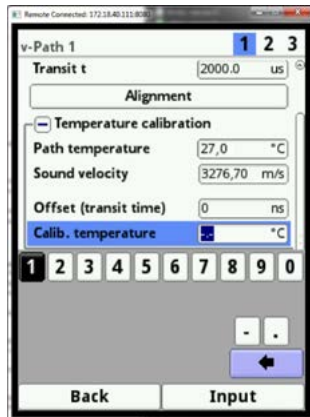 Remote Connected: 172.18.40.111:8080
v-Path 1 1 2 3
Transit t 2000.0 us
Alignment
Temperature calibration
Path temperature 27,0 °C
Sound velocity 3276,70 m/s
Offset (transit time) 0 ns
Calib. temperature -.- °C
1 2 3 4 5 6 7 8 9 0
- .
Back Input